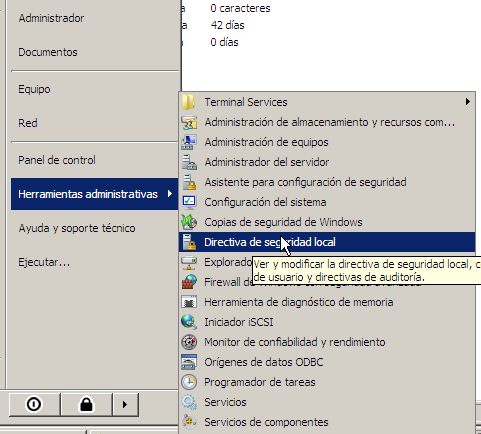 0 caracteres
42 días
0 días
Administrador
Documentos
Equipo
Red
Panel de control
Herramientas administrativas
Ayuda y soporte técnico
Ejecutar...
Terminal Services
Administración de almacenamiento y recursos com...
Administración de equipos
Administrador del servidor
Asistente para configuración de seguridad
Configuración del sistema
Copias de seguridad de Windows
Directiva de seguridad local
Explorado
Ver y modificar la directiva de seguridad local, c
de usuario y directivas de auditoría.
Firewall de
Herramienta de diagnóstico de memoria
Iniciador iSCSI
Monitor de confiabilidad y rendimiento
Orígenes de datos ODBC
Programador de tareas
Servicios
Servicios de componentes